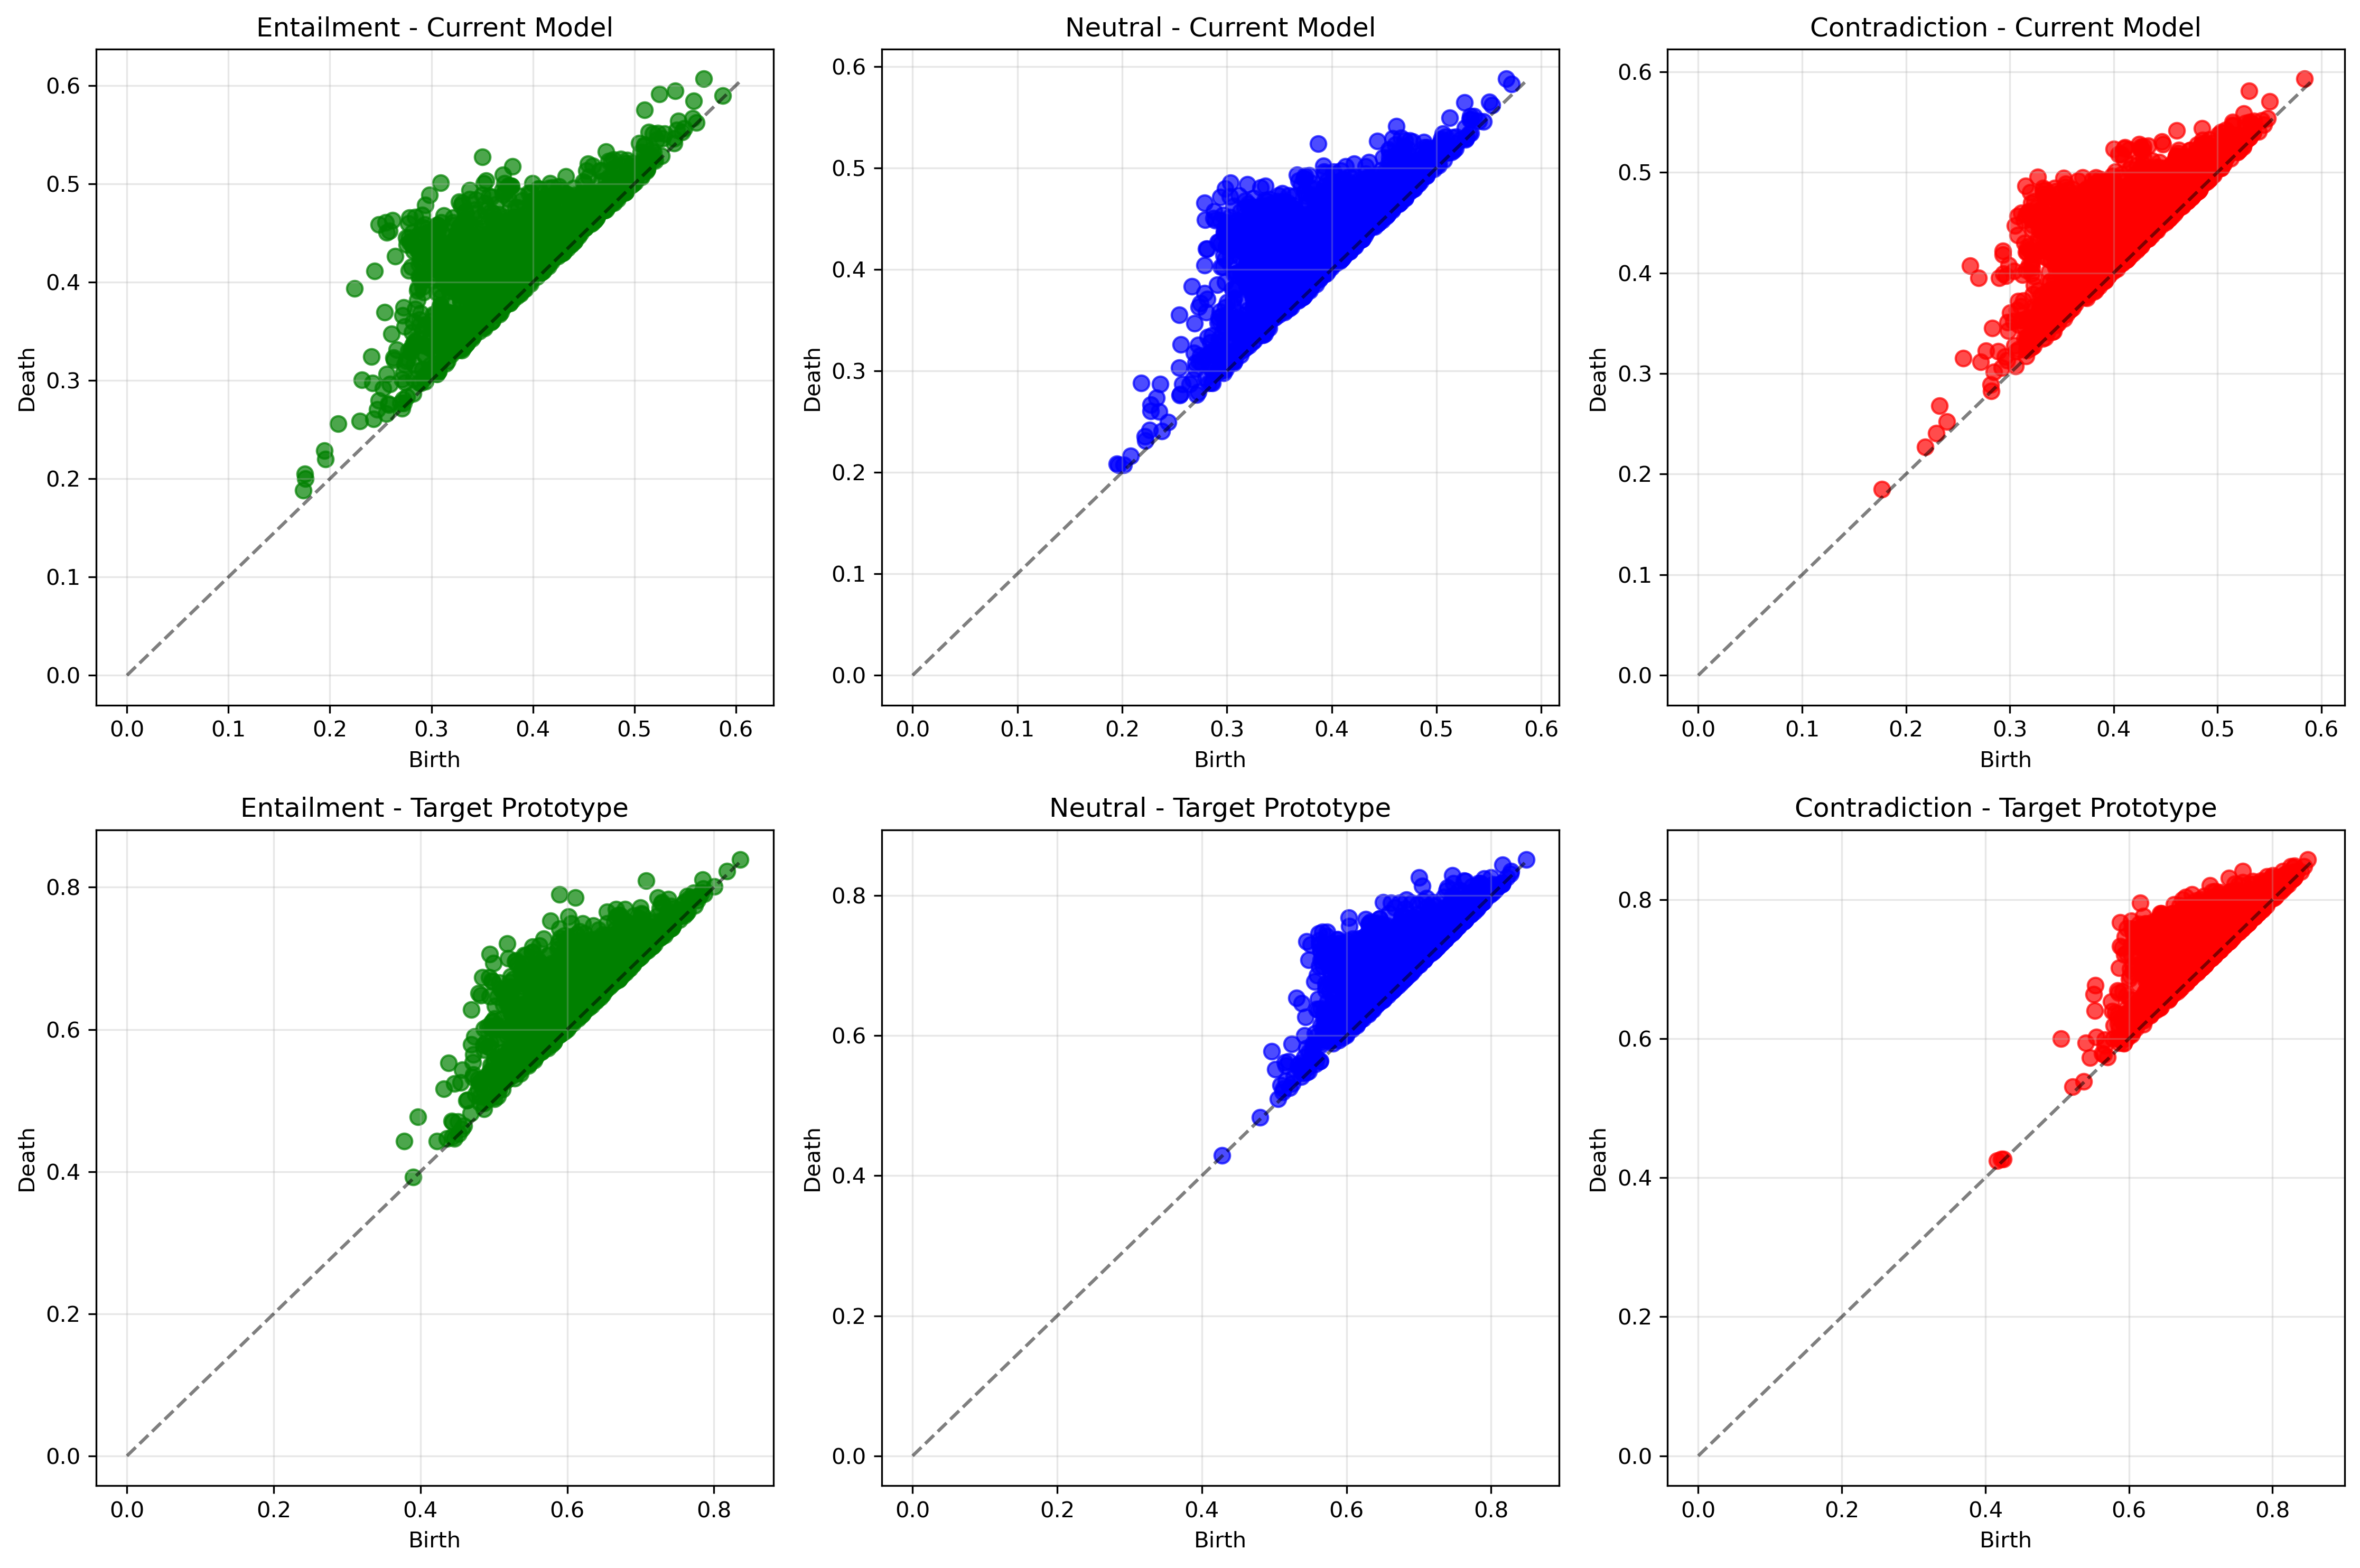 Entailment - Current Model
Neutral - Current Model
Contradiction - Current Model
Death
0.6
0.5
0.4
0.3
0.2
0.1
0.0
0.0 0.1 0.2 0.3 0.4 0.5 0.6
Birth
Death
0.6
0.5
0.4
0.3
0.2
0.1
0.0
0.0 0.1 0.2 0.3 0.4 0.5 0.6
Birth
Death
0.6
0.5
0.4
0.3
0.2
0.1
0.0
0.0 0.1 0.2 0.3 0.4 0.5 0.6
Birth
Entailment - Target Prototype
Neutral - Target Prototype
Contradiction - Target Prototype
Death
0.8
0.6
0.4
0.2
0.0
0.0 0.2 0.4 0.6 0.8
Birth
Death
0.8
0.6
0.4
0.2
0.0
0.0 0.2 0.4 0.6 0.8
Birth
Death
0.8
0.6
0.4
0.2
0.0
0.0 0.2 0.4 0.6 0.8
Birth